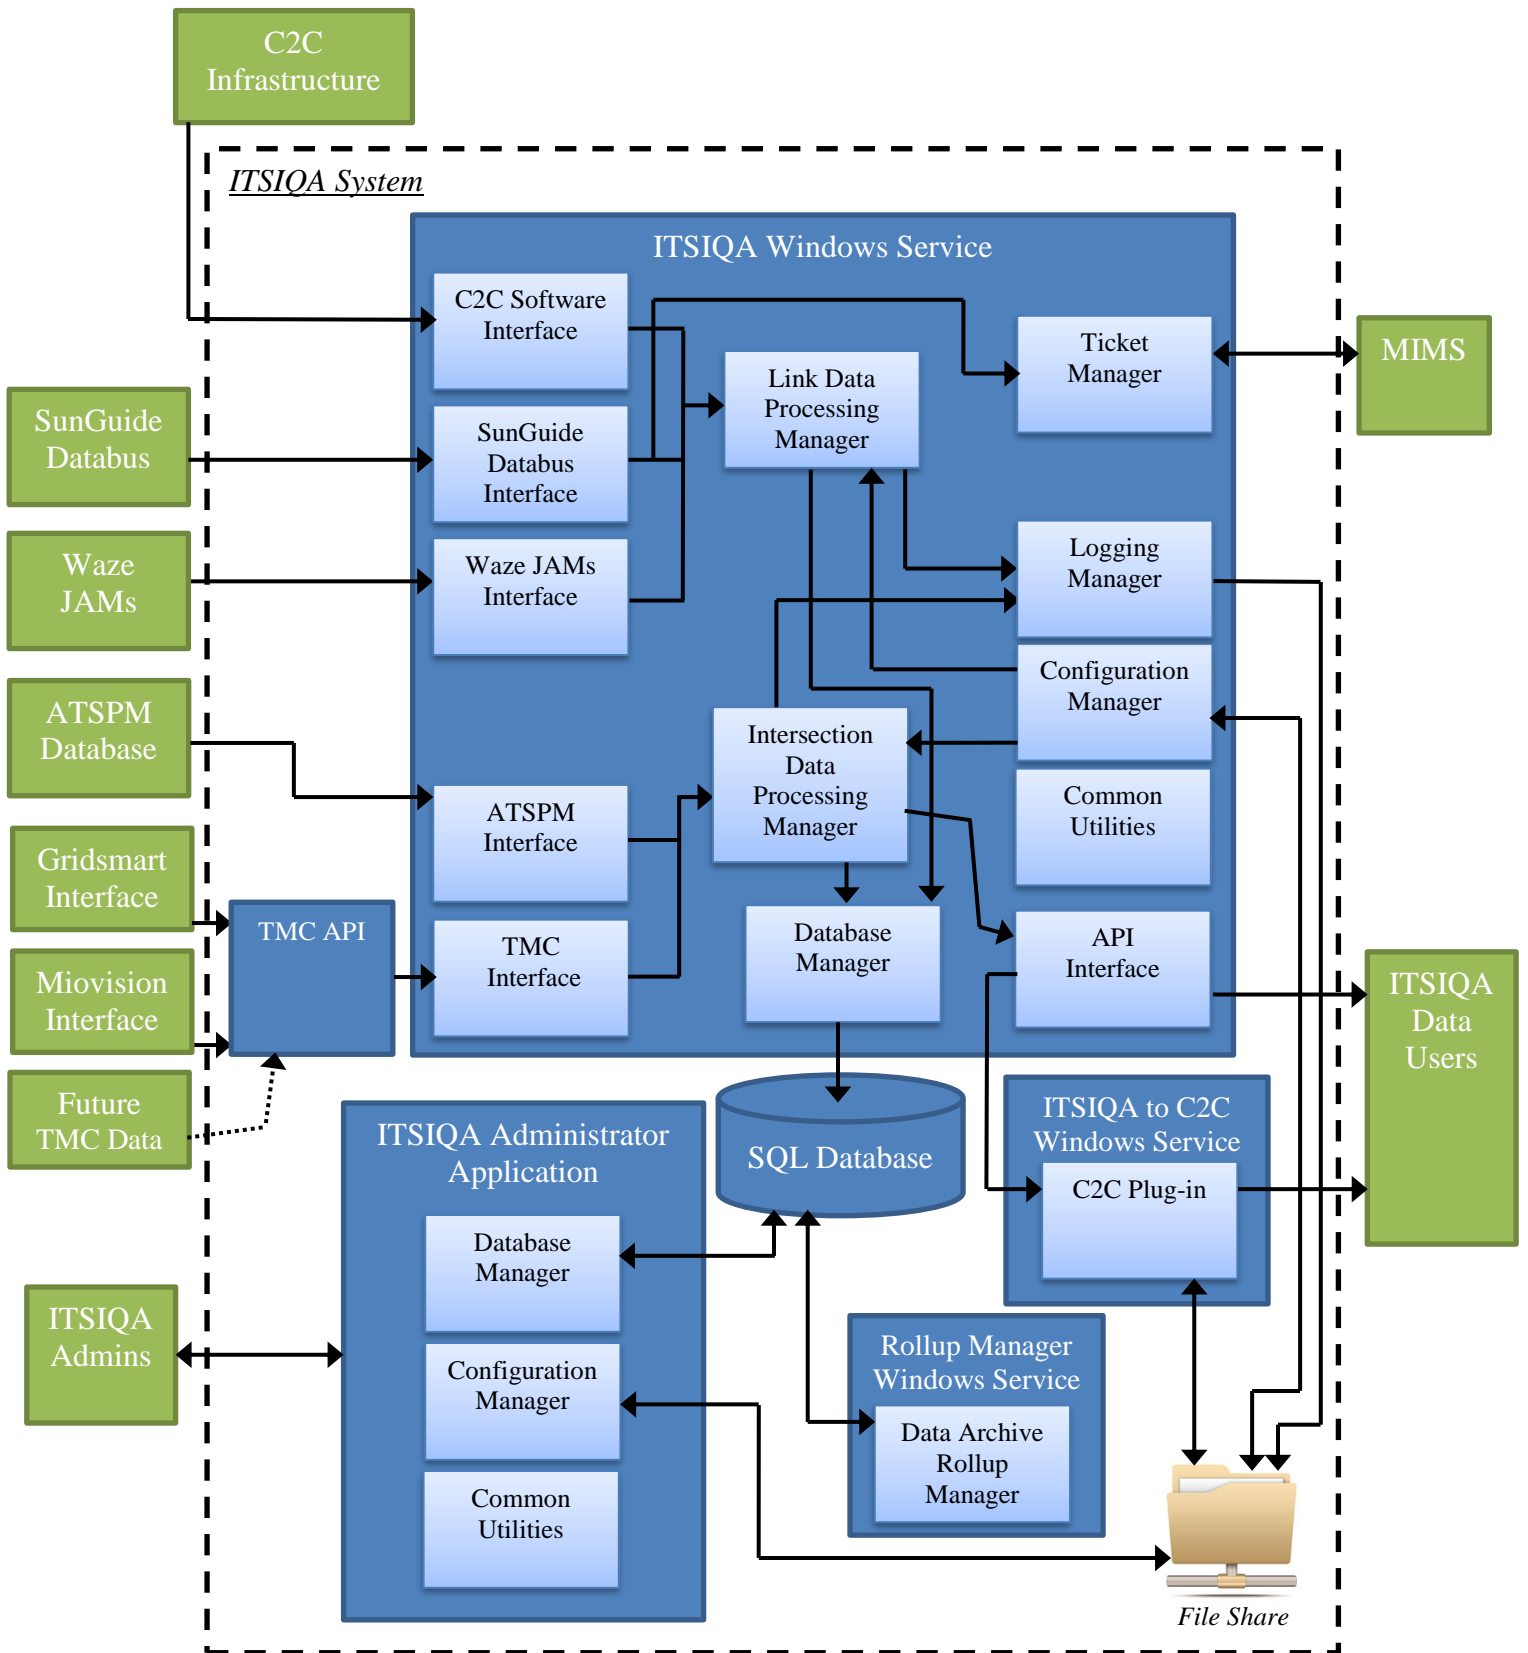 C2C
Infrastructure
ITSIQA System
ITSIQA Windows Service
C2C Software
Interface
Ticket
Manager
MIMS
Link Data
Processing
Manager
SunGuide
Databus
SunGuide
Databus
Interface
Waze
JAMs
Waze JAMs
Interface
Logging
Manager
Configuration
Manager
ATSPM
Database
Intersection
Data
Processing
Manager
ATSPM
Interface
Common
Utilities
Gridsmart
Interface
TMC API
TMC
Interface
Database
Manager
API
Interface
Miovision
Interface
ITSIQA
Data
Users
Future
TMC Data
ITSIQA Administrator
Application
SQL Database
ITSIQA to C2C
Windows Service
C2C Plug-in
Database
Manager
ITSIQA
Admins
Configuration
Manager
Rollup Manager
Windows Service
Data Archive
Rollup
Manager
Common
Utilities
File Share